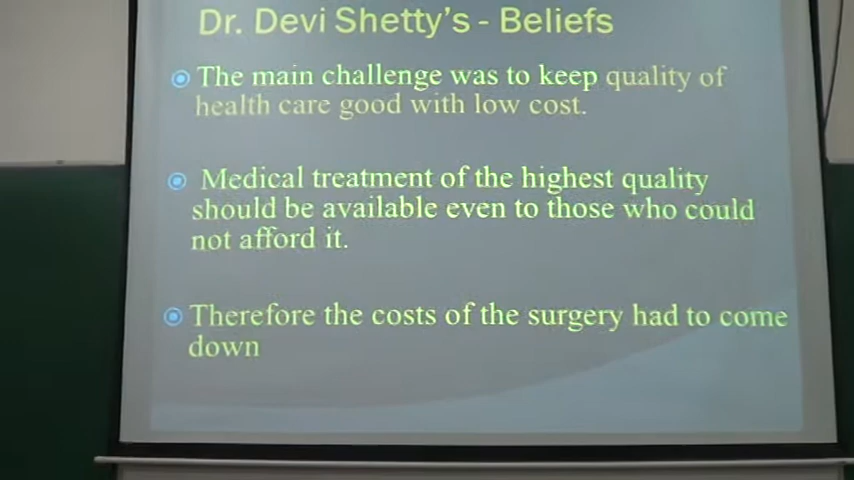 Dr. Devi Shetty's - Beliefs
The main challenge was to keep quality of
health care good with low cost.
Medical treatment of the highest quality
should be available even to those who could
not afford it.
Therefore the costs of the surgery had to come
down